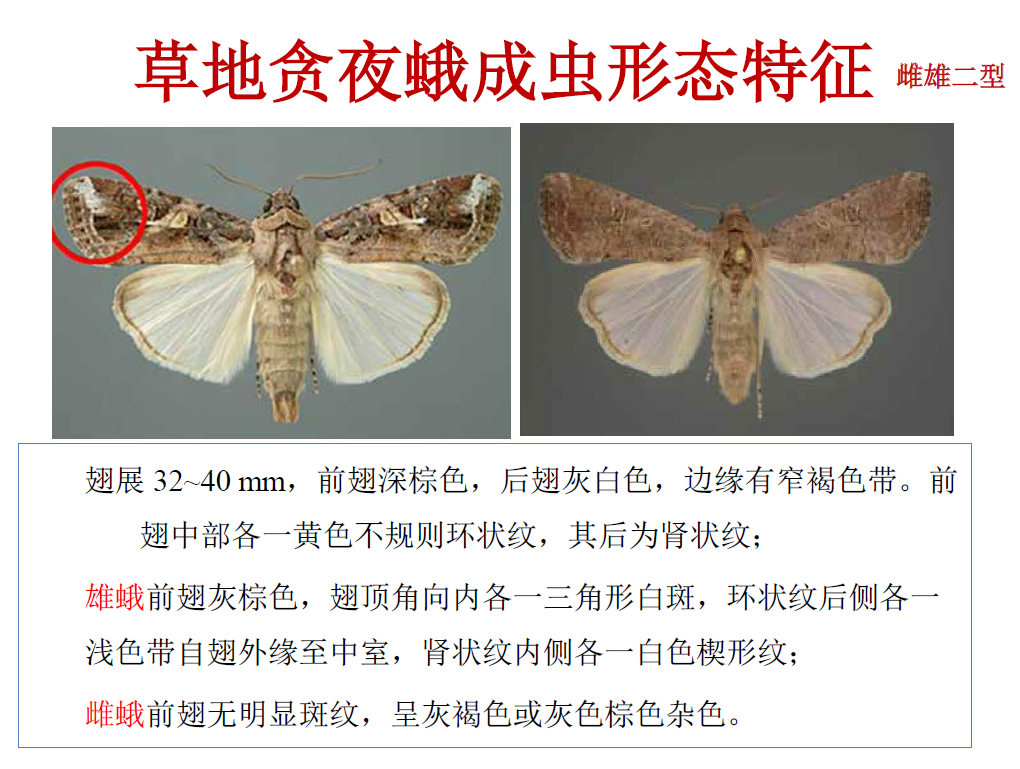 草地贪夜蛾成虫形态特征 雌雄二型
翅展 32~40 mm，前翅深棕色，后翅灰白色，边缘有窄褐色带。前
翅中部各一黄色不规则环状纹，其后为肾状纹；
雄蛾前翅灰棕色，翅顶角向内各一三角形白斑，环状纹后侧各一
浅色带自翅外缘至中室，肾状纹内侧各一白色楔形纹；
雌蛾前翅无明显斑纹，呈灰褐色或灰色棕色杂色。